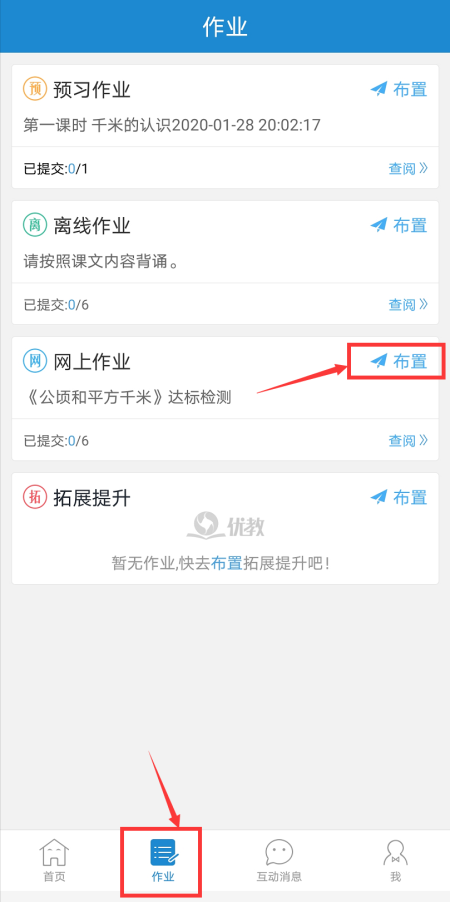 作业
预 预习作业 布置
第一课时 千米的认识2020-01-28 20:02:17
已提交:0/1 查阅》
离 离线作业 布置
请按照课文内容背诵。
已提交:0/6 查阅》
网 网上作业 布置
《公顷和平方千米》达标检测
已提交:0/6 查阅》
拓 拓展提升 布置
优教
暂无作业,快去布置拓展提升吧!
首页 作业 互动消息 我